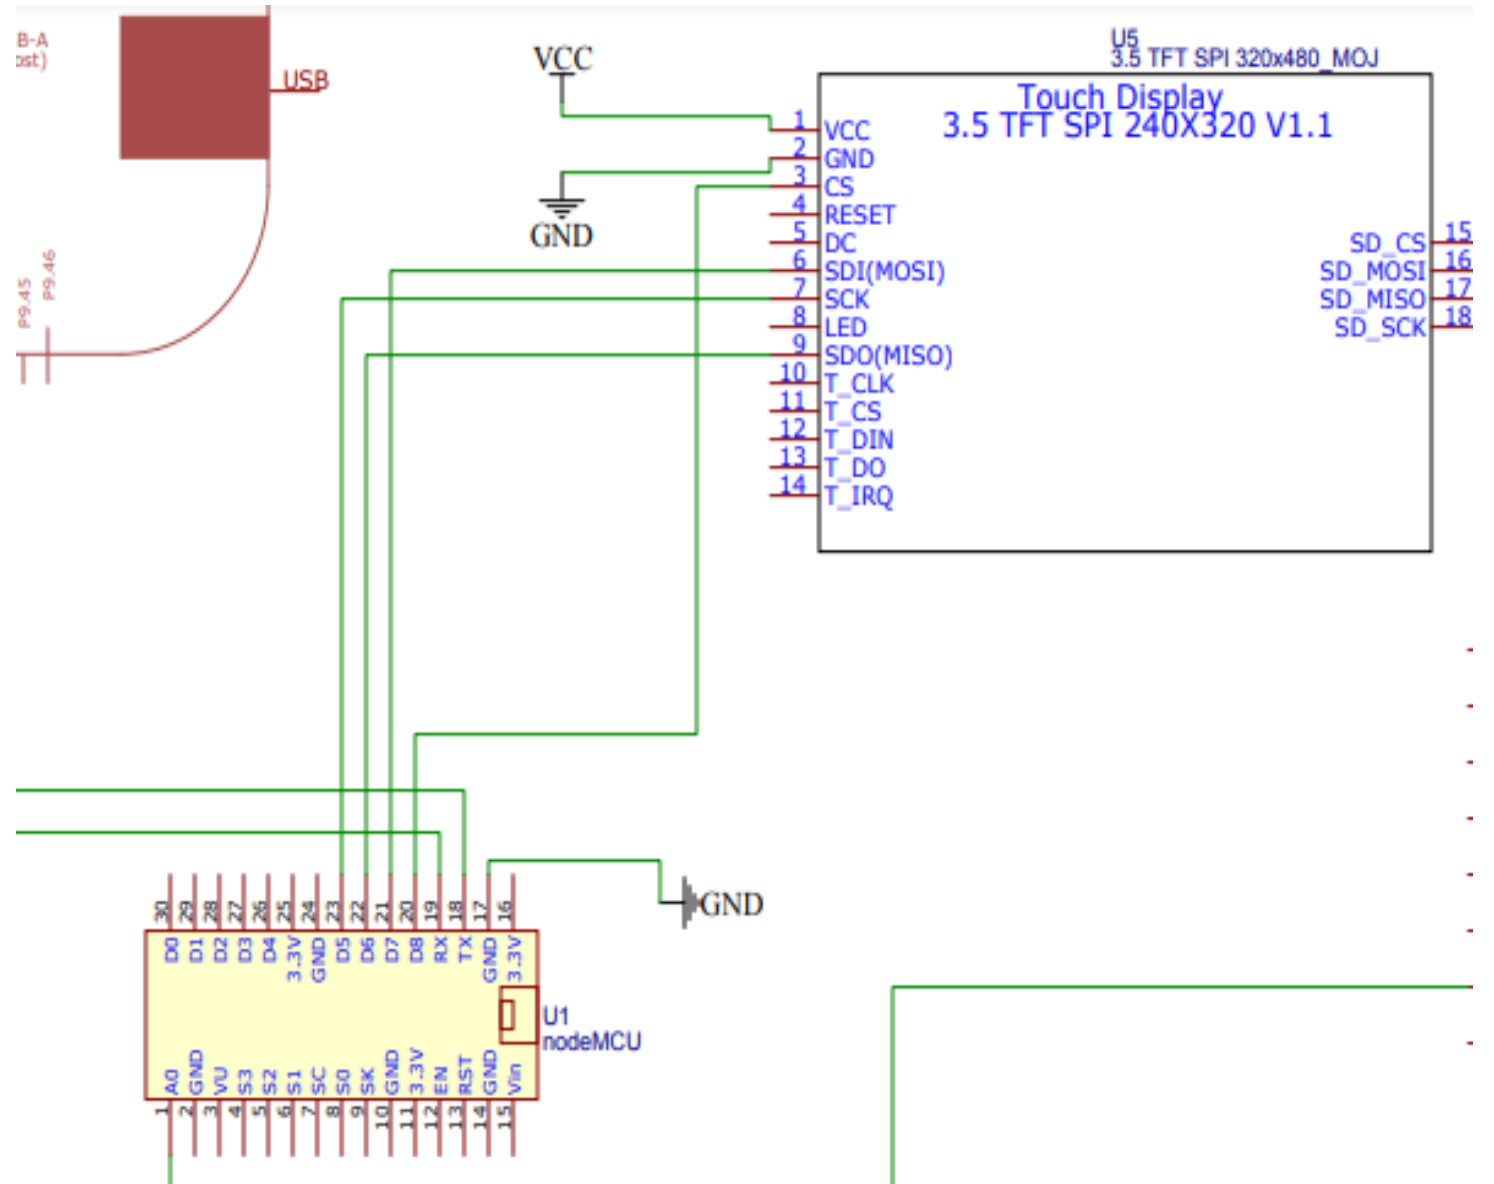 B-A
ost)
USB
P9.45
P9.46
VCC
GND
U5
3.5 TFT SPI 320x480_MOJ
Touch Display
3.5 TFT SPI 240X320 V1.1
1 VCC
2 GND
3 CS
4 RESET
5 DC
6 SDI(MOSI)
7 SCK
8 LED
9 SDO(MISO)
10 T_CLK
11 T_CS
12 T_DIN
13 T_DO
14 T_IRQ
SD_CS 15
SD_MOSI 16
SD_MISO 17
SD_SCK 18
GND
30 29 28 27 26 25 24 23 22 21 20 19 18 17 16
D0 D1 D2 D3 D4 3.3V GND D5 D6 D7 D8 RX TX GND 3.3V
U1
nodeMCU
A0 GND VU S3 S2 S1 SC S0 SK GND 3.3V EN RST GND Vin
1 2 3 4 5 6 7 8 9 10 11 12 13 14 15